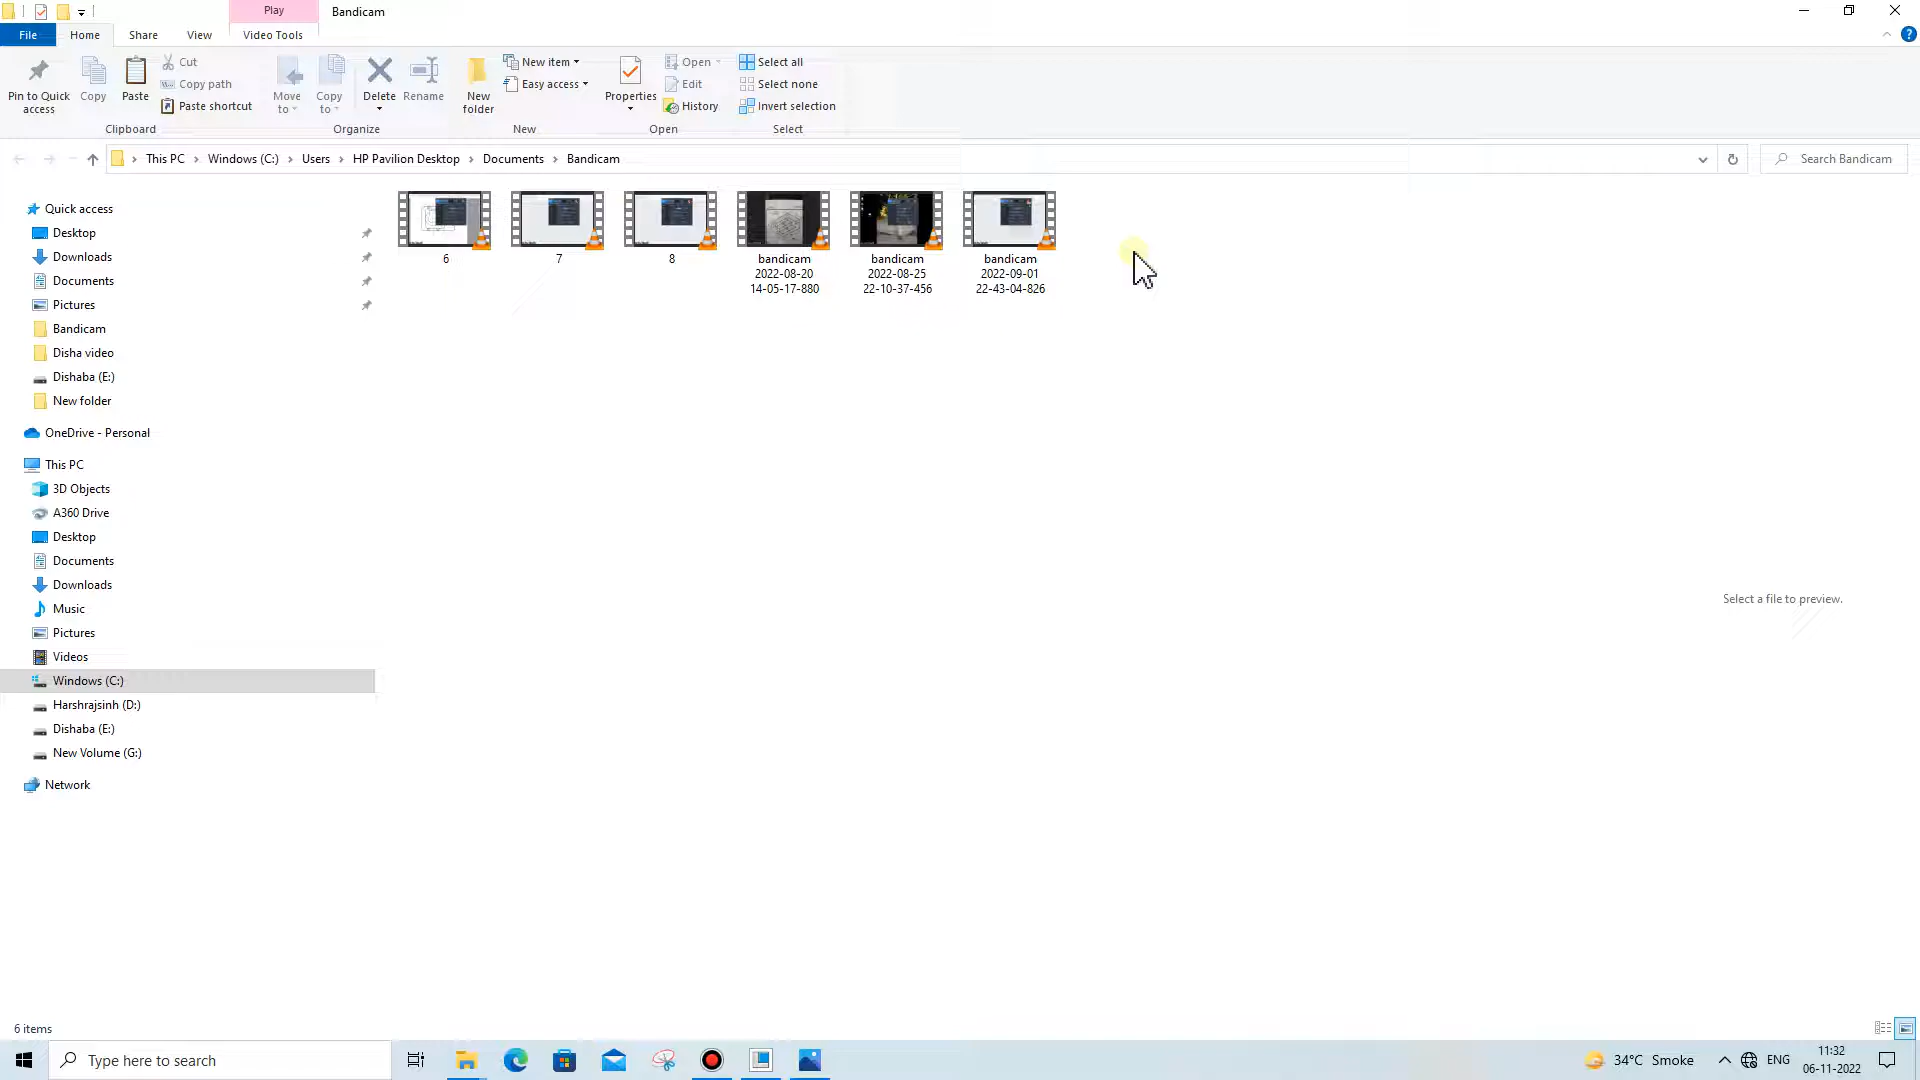 Play
Bandicam
File
Home
Share
View
Video Tools
Pin to Quick
access
Copy
Paste
Cut
Copy path
Paste shortcut
Clipboard
Move
to
Copy
to
Delete
Rename
Organize
New
folder
New item
Easy access
New
Properties
Open
Edit
History
Open
Select all
Select none
Invert selection
Select
This PC
Windows (C:)
Users
HP Pavilion Desktop
Documents
Bandicam
Search Bandicam
Quick access
Desktop
Downloads
Documents
Pictures
Bandicam
Disha video
Dishaba (E:)
New folder
OneDrive - Personal
This PC
3D Objects
A360 Drive
Desktop
Documents
Downloads
Music
Pictures
Videos
Windows (C:)
Harshrajsinh (D:)
Dishaba (E:)
New Volume (G:)
Network
6
7
8
bandicam
2022-08-20
14-05-17-880
bandicam
2022-08-25
22-10-37-456
bandicam
2022-09-01
22-43-04-826
Select a file to preview.
6 items
Type here to search
34°C Smoke
ENG
11:32
06-11-2022